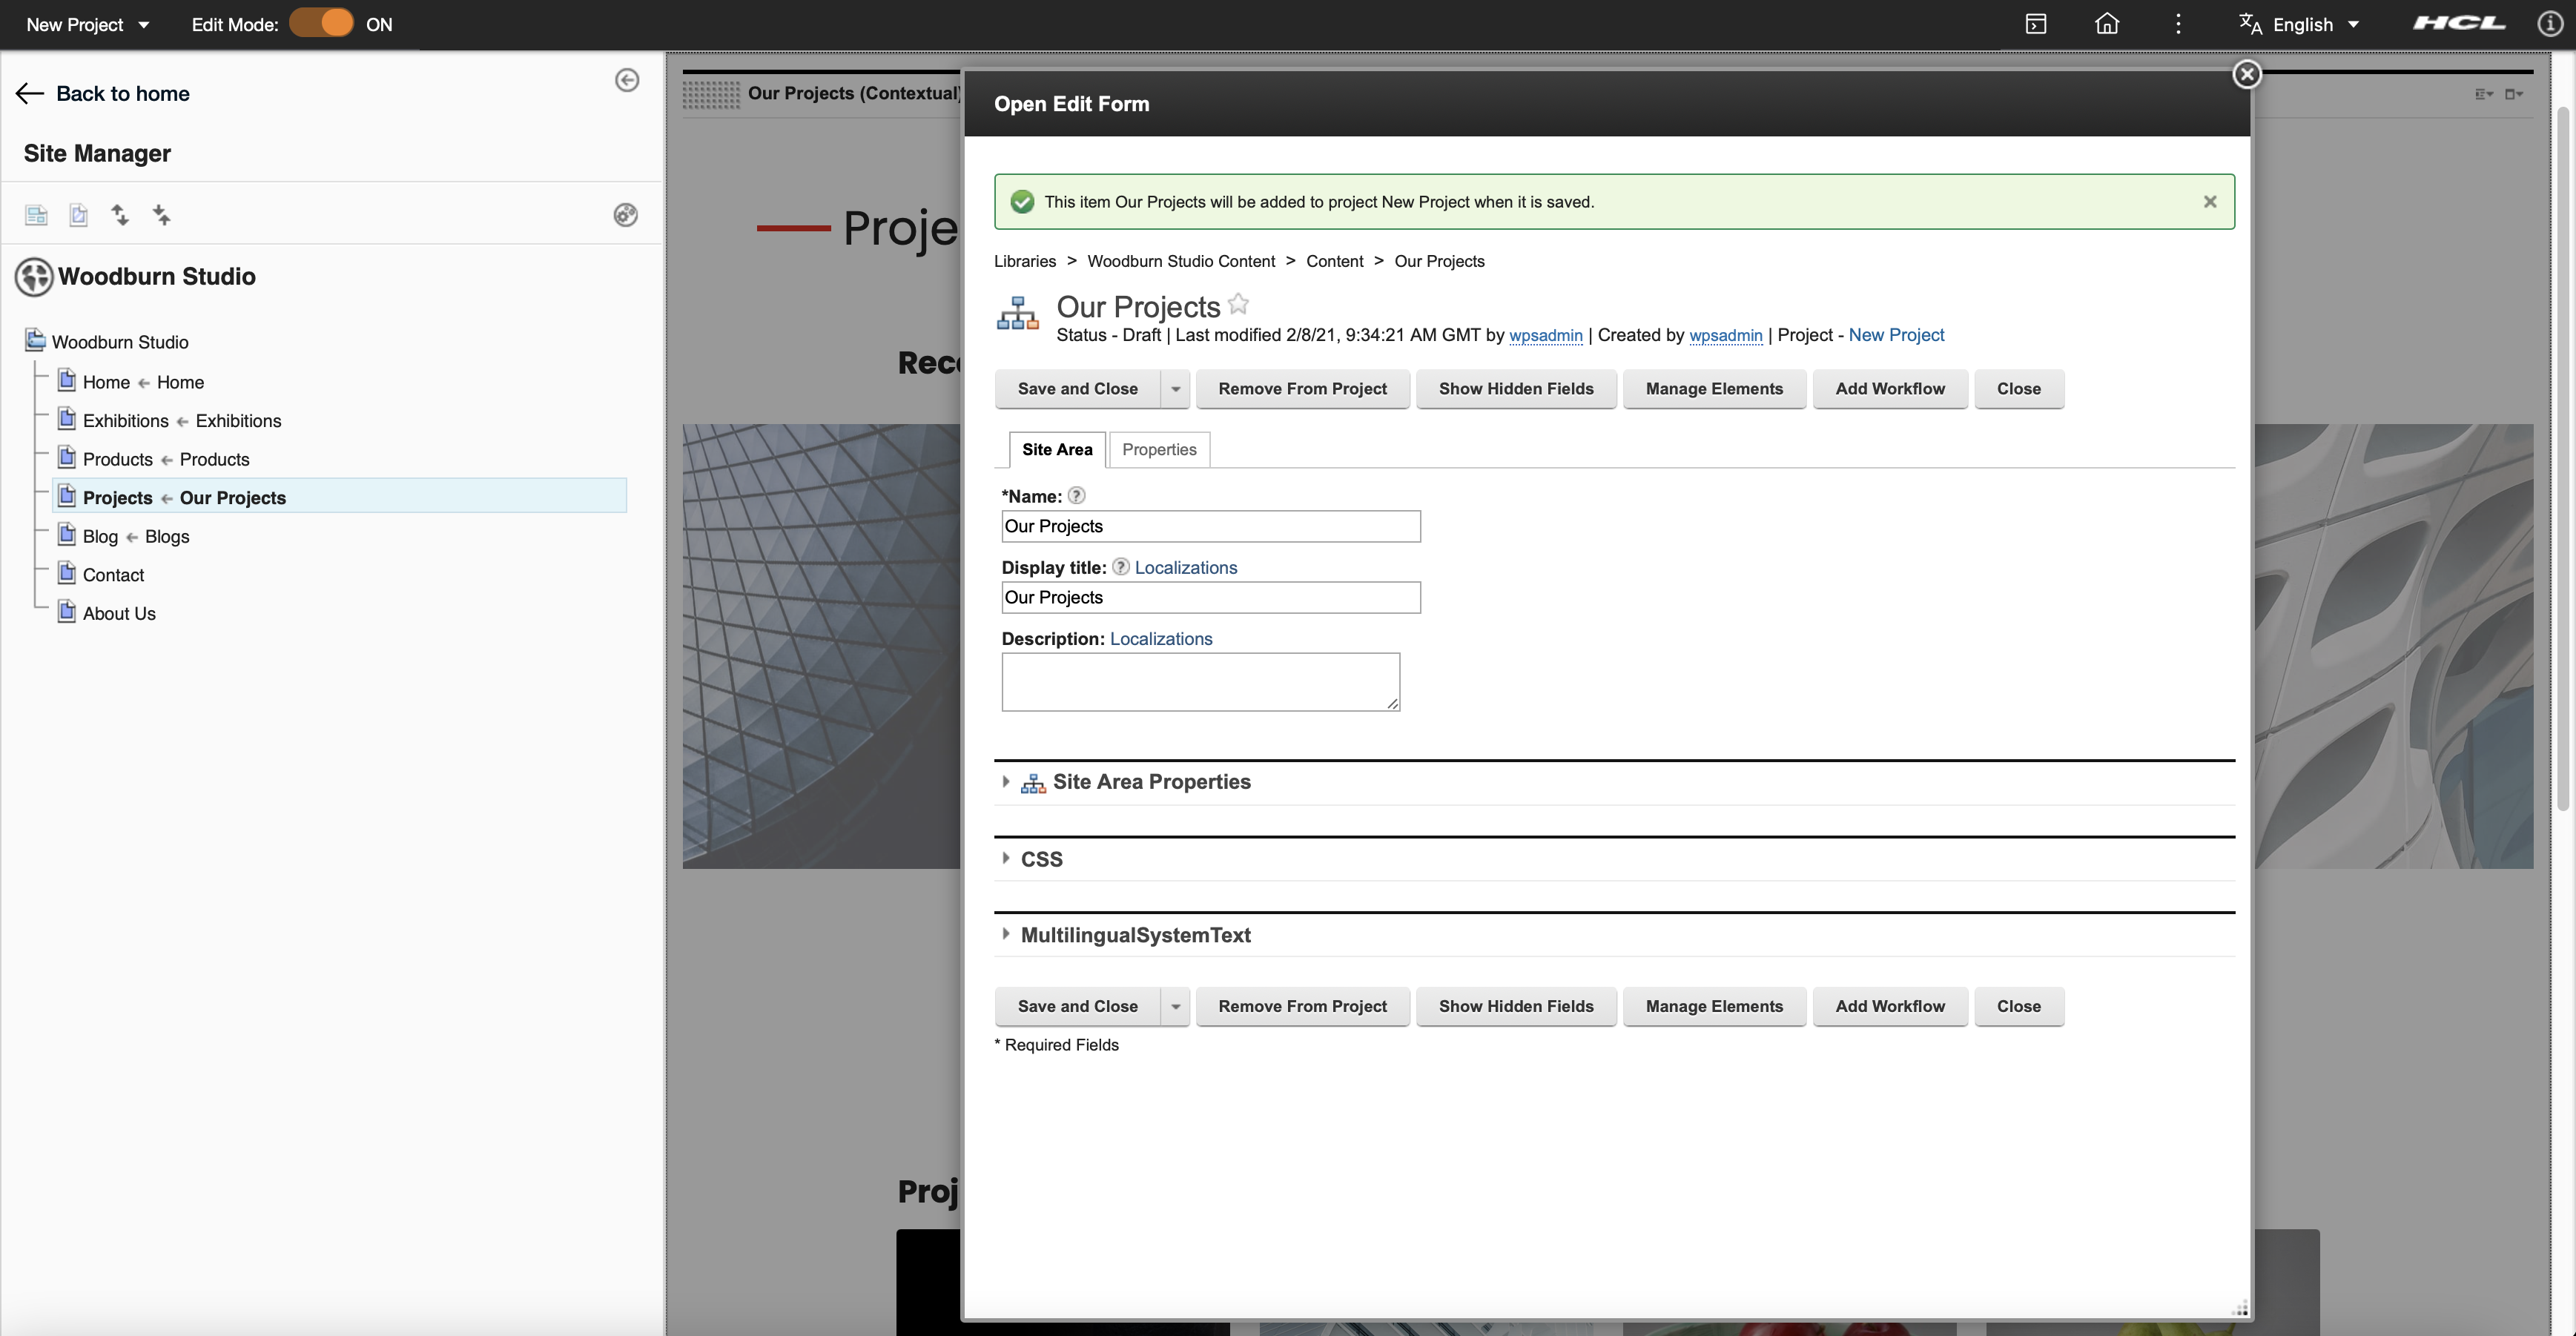 New Project Edit Mode: ON English HCL
Back to home
Site Manager
Woodburn Studio
Woodburn Studio
Home ← Home
Exhibitions ← Exhibitions
Products ← Products
Projects ← Our Projects
Blog ← Blogs
Contact
About Us
Our Projects (Contextual)
Open Edit Form
This item Our Projects will be added to project New Project when it is saved.
Libraries > Woodburn Studio Content > Content > Our Projects
Our Projects
Status - Draft | Last modified 2/8/21, 9:34:21 AM GMT by wpsadmin | Created by wpsadmin | Project - New Project
Save and Close Remove From Project Show Hidden Fields Manage Elements Add Workflow Close
Site Area Properties
*Name: ?
Our Projects
Display title: ? Localizations
Our Projects
Description: Localizations
Site Area Properties
CSS
MultilingualSystemText
Save and Close Remove From Project Show Hidden Fields Manage Elements Add Workflow Close
* Required Fields